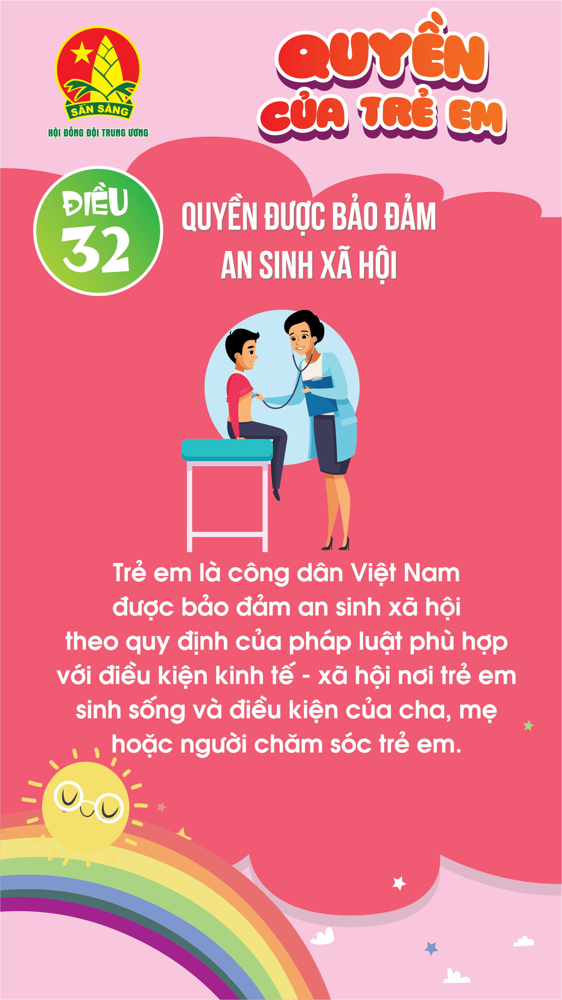 SẴN SÀNG
HỘI ĐỒNG ĐỘI TRUNG ƯƠNG
QUYỀN
CỦA TRẺ EM
ĐIỀU
32
QUYỀN ĐƯỢC BẢO ĐẢM
AN SINH XÃ HỘI
Trẻ em là công dân Việt Nam
được bảo đảm an sinh xã hội
theo quy định của pháp luật phù hợp
với điều kiện kinh tế - xã hội nơi trẻ em
sinh sống và điều kiện của cha, mẹ
hoặc người chăm sóc trẻ em.